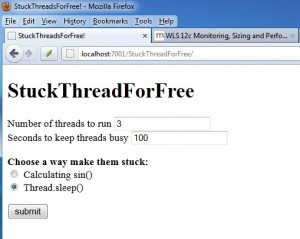 StuckThreadsForFree! - Mozilla Firefox
File Edit View History Bookmarks Tools Help
StuckThreadsForFree! WLS 12c Monitoring, Sizing and Perfo...
localhost:7001/StuckThreadForFree/
StuckThreadForFree
Number of threads to run 3
Seconds to keep threads busy 100
Choose a way make them stuck:
Calculating sin()
Thread.sleep()
submit